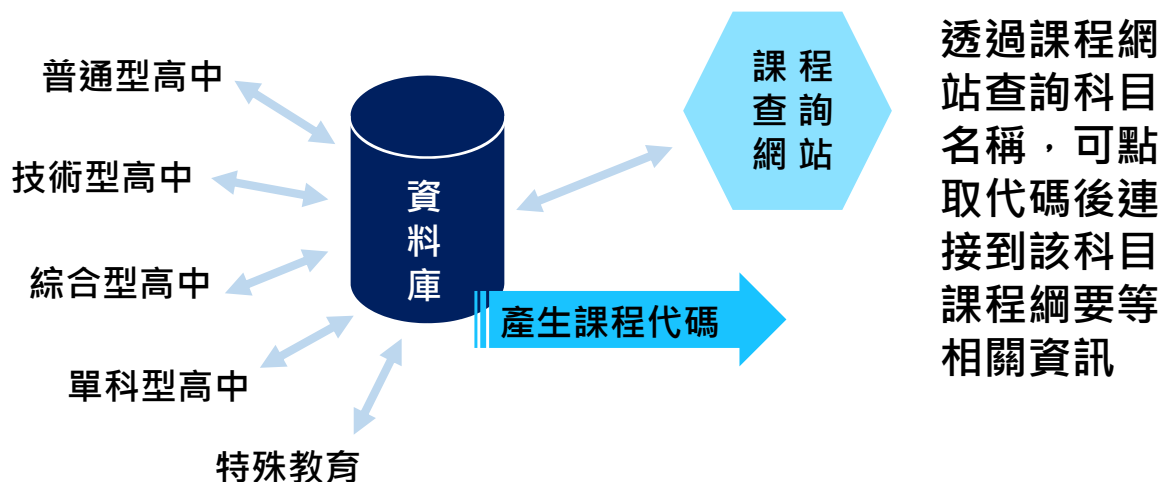 普通型高中
技術型高中
綜合型高中
單科型高中
特殊教育
資
料
庫
產生課程代碼
課程
查詢
網站
透過課程網
站查詢科目
名稱，可點
取代碼後連
接到該科目
課程綱要等
相關資訊